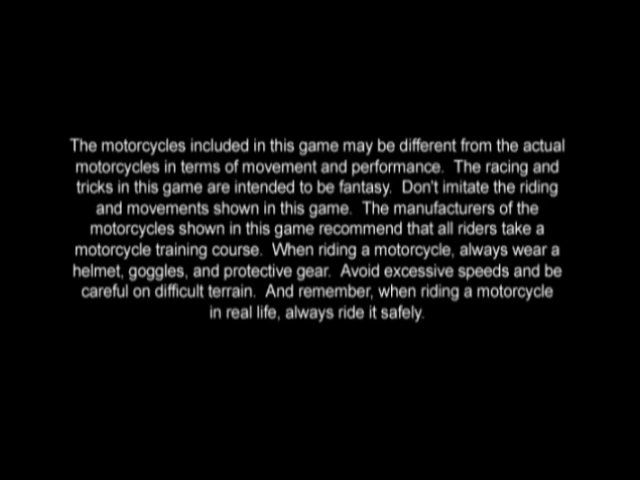 The motorcycles included in this game may be different from the actual
motorcycles in terms of movement and performance.  The racing and
tricks in this game are intended to be fantasy.  Don't imitate the riding
and movements shown in this game.  The manufacturers of the
motorcycles shown in this game recommend that all riders take a
motorcycle training course.  When riding a motorcycle, always wear a
helmet, goggles, and protective gear.  Avoid excessive speeds and be
careful on difficult terrain.  And remember, when riding a motorcycle
in real life, always ride it safely.